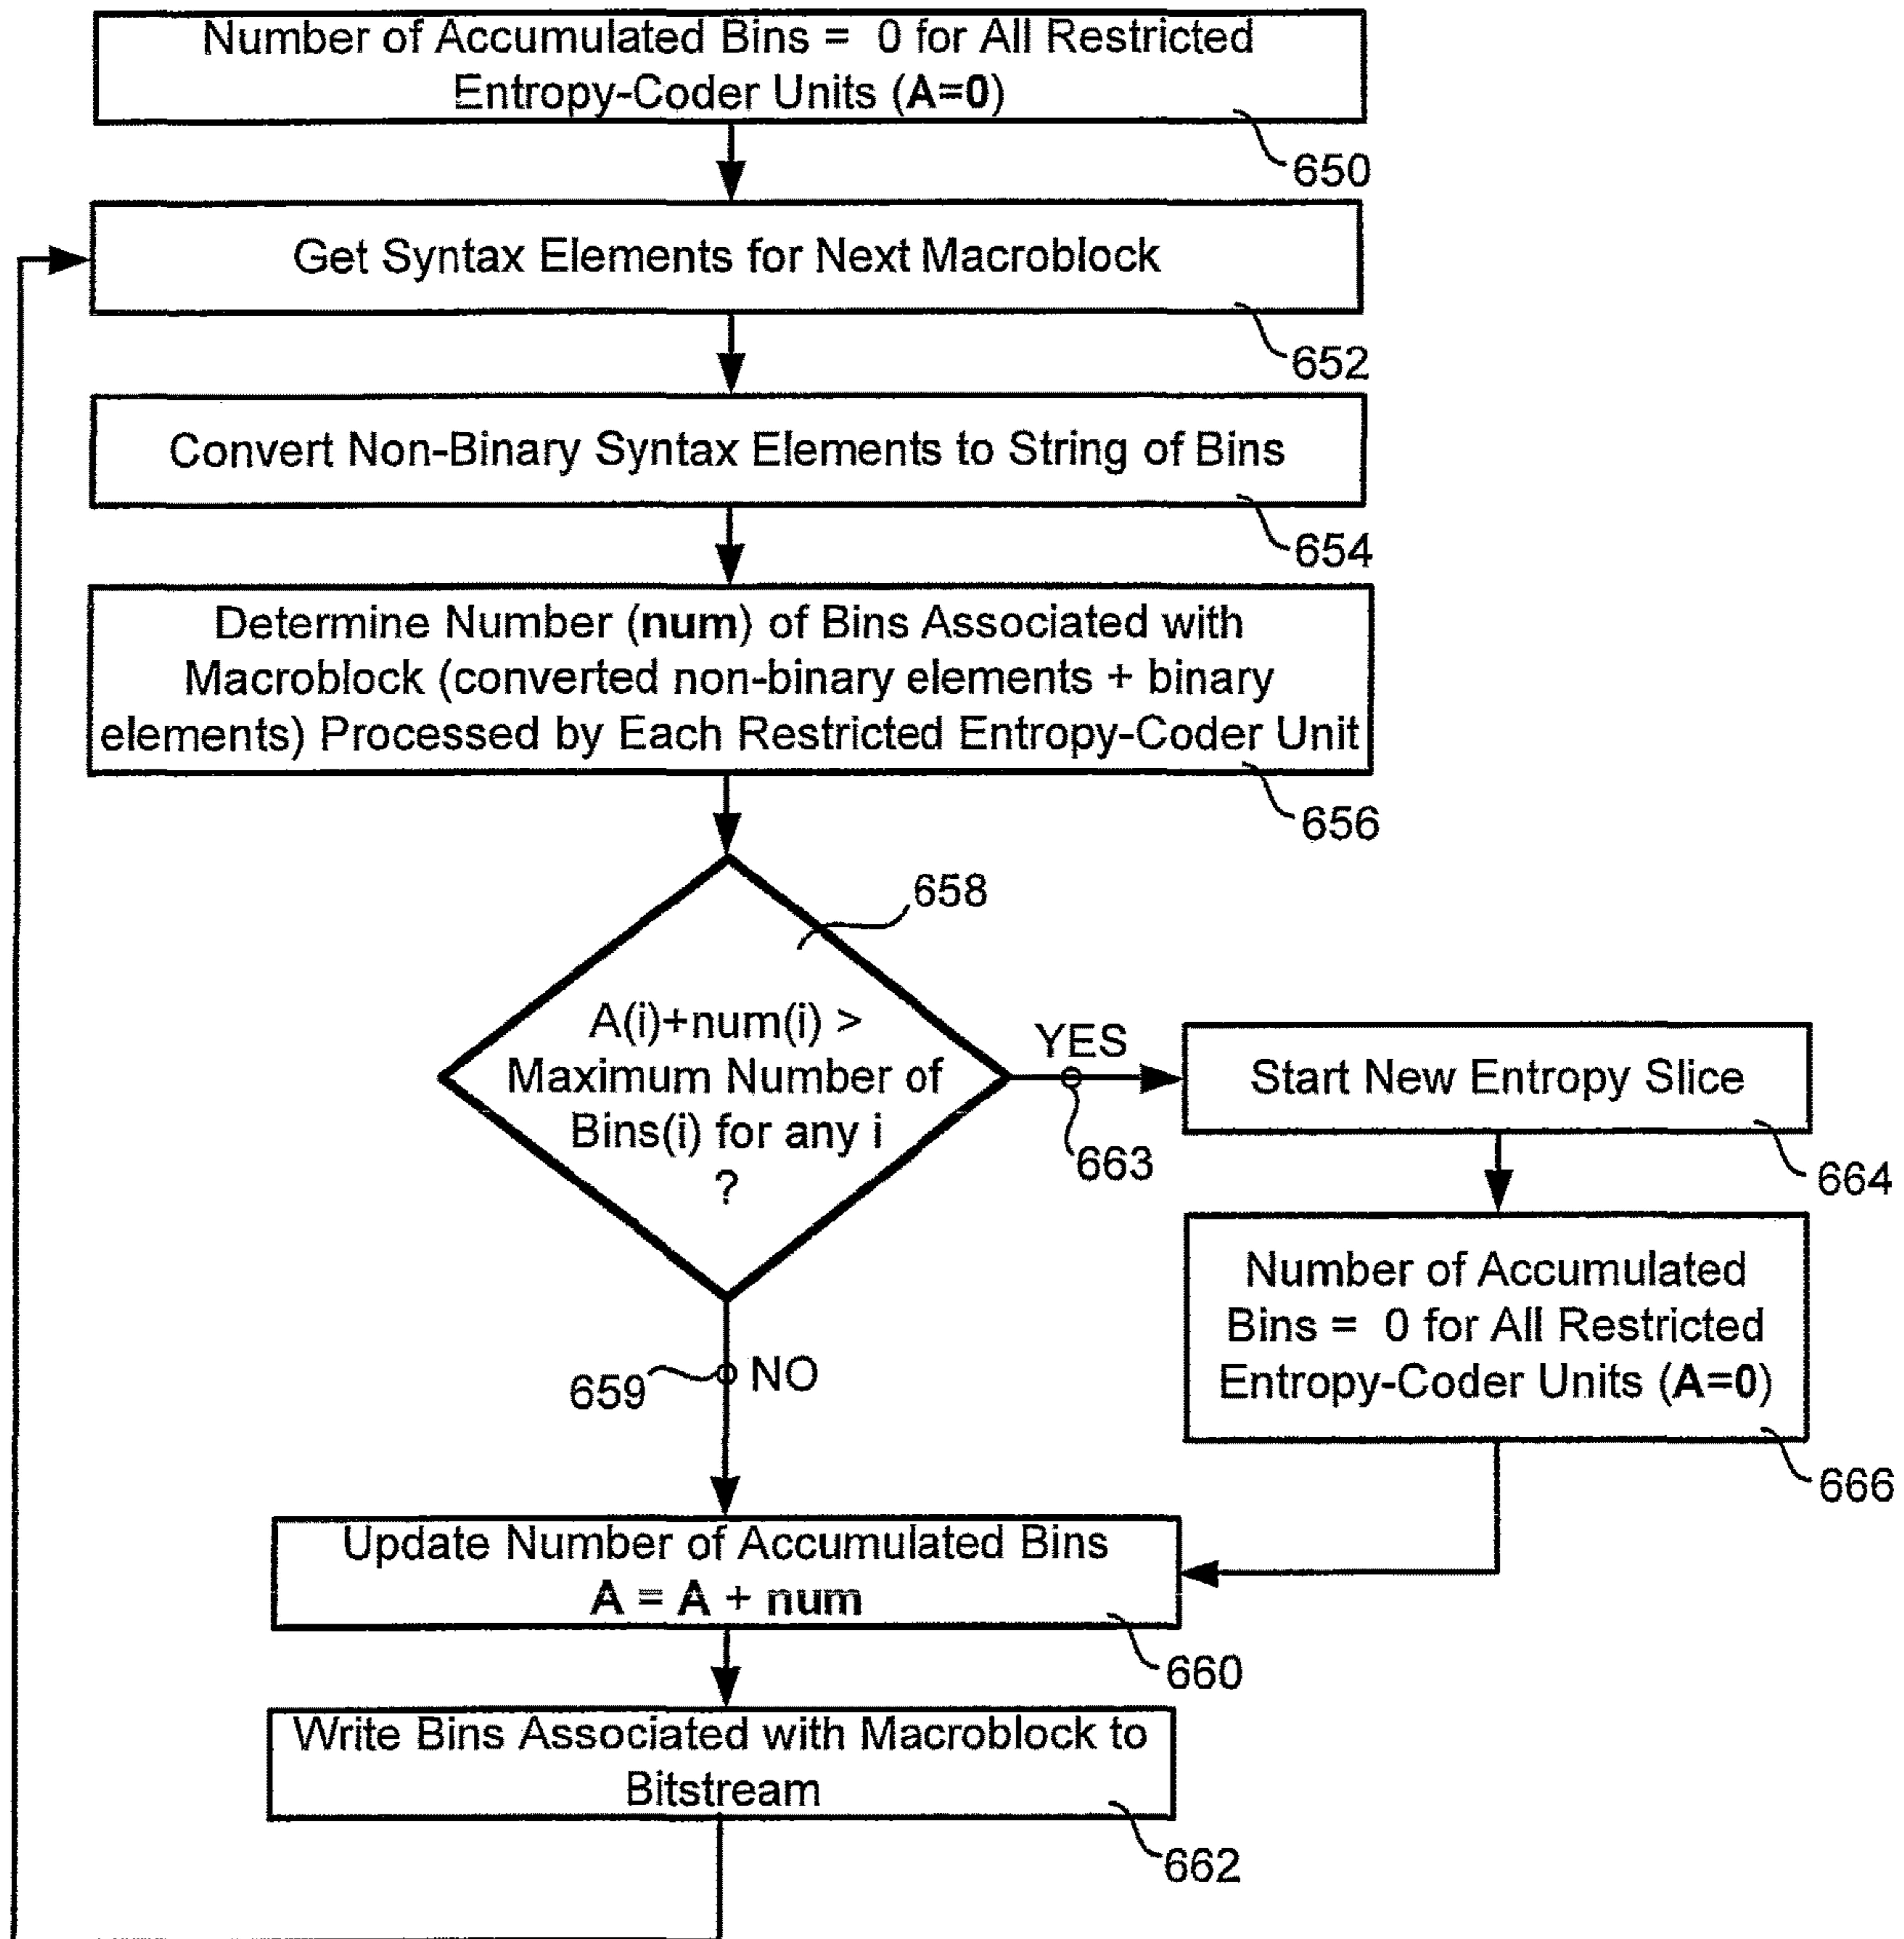 Number of Accumulated Bins = 0 for All Restricted
Entropy-Coder Units (A=0)
650
Get Syntax Elements for Next Macroblock
652
Convert Non-Binary Syntax Elements to String of Bins
654
Determine Number (num) of Bins Associated with
Macroblock (converted non-binary elements + binary
elements) Processed by Each Restricted Entropy-Coder Unit
656
658
A(i)+num(i) >
Maximum Number of
Bins(i) for any i
?
YES
663
Start New Entropy Slice
664
Number of Accumulated
Bins = 0 for All Restricted
Entropy-Coder Units (A=0)
666
659
NO
Update Number of Accumulated Bins
A = A + num
660
Write Bins Associated with Macroblock to
Bitstream
662